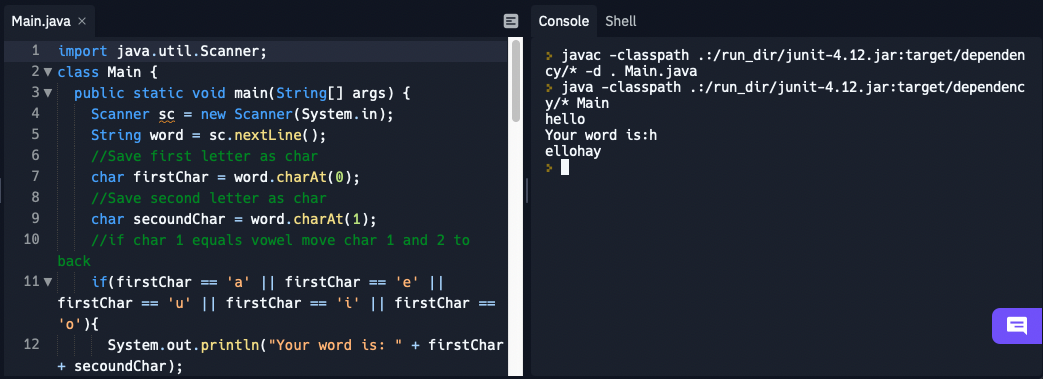 Main.java ×
1 import java.util.Scanner;
2 class Main {
3 public static void main(String[] args) {
4 Scanner sc = new Scanner(System.in);
5 String word = sc.nextLine();
6 //Save first letter as char
7 char firstChar = word.charAt(0);
8 //Save second letter as char
9 char secoundChar = word.charAt(1);
10 //if char 1 equals vowel move char 1 and 2 to
back
11 if(firstChar == 'a' || firstChar == 'e' ||
firstChar == 'u' || firstChar == 'i' || firstChar ==
'o'){
12 System.out.println("Your word is: " + firstChar
+ secoundChar);
Console Shell
> javac -classpath .:/run_dir/junit-4.12.jar:target/dependen
cy/* -d . Main.java
> java -classpath .:/run_dir/junit-4.12.jar:target/dependenc
y/* Main
hello
Your word is:h
ellohay
>